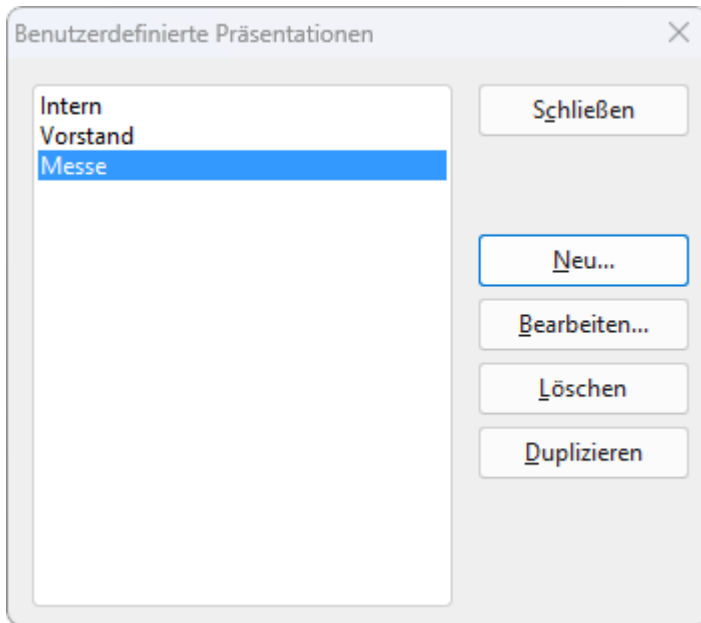 Benutzerdefinierte Präsentationen
Intern
Vorstand
Messe
Schließen
Neu...
Bearbeiten...
Löschen
Duplizieren